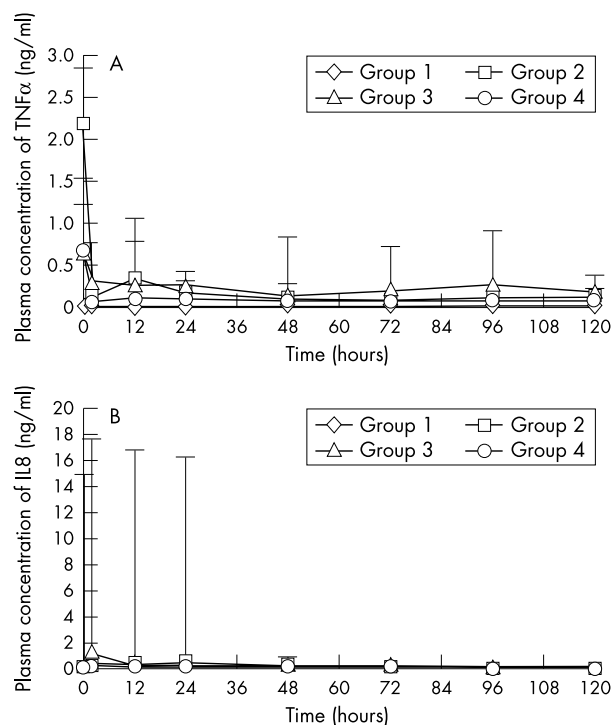 Plasma concentration of TNFα (ng/ml)
A
3.0
2.5
2.0
1.5
1.0
0.5
0
Group 1
Group 2
Group 3
Group 4
0 12 24 36 48 60 72 84 96 108 120
Time (hours)
Plasma concentration of IL8 (ng/ml)
B
20
18
16
14
12
10
8
6
4
2
0
Group 1
Group 2
Group 3
Group 4
0 12 24 36 48 60 72 84 96 108 120
Time (hours)